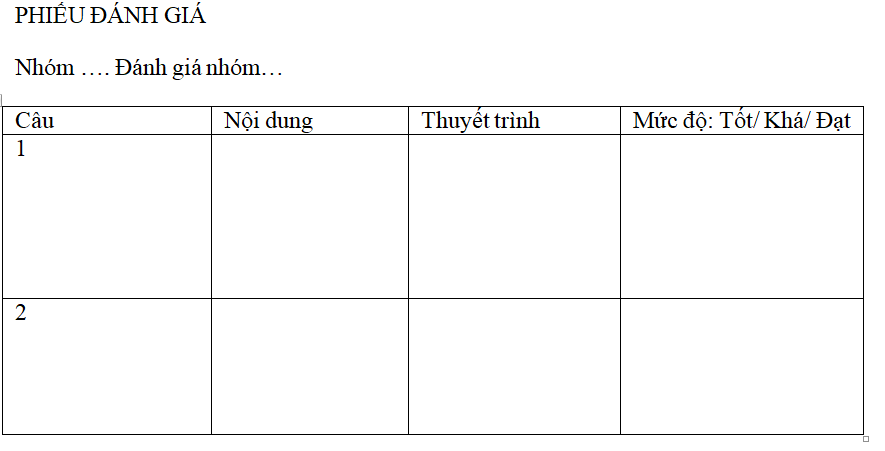 PHIẾU ĐÁNH GIÁ
Nhóm …. Đánh giá nhóm…
Câu Nội dung Thuyết trình Mức độ: Tốt/ Khá/ Đạt
1
2